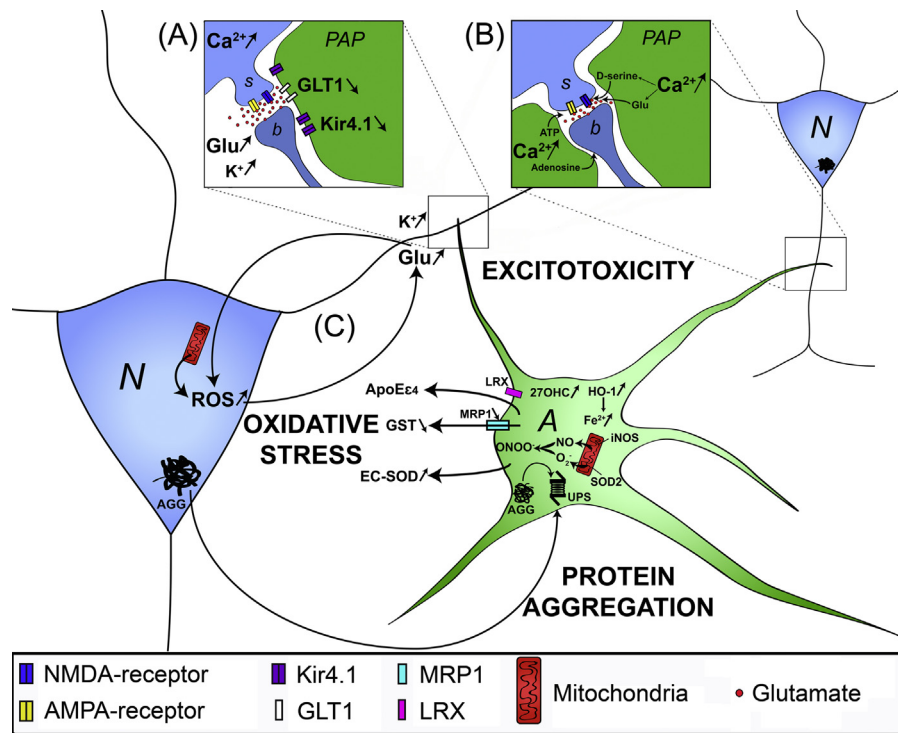 (A)
Ca2+↗
PAP
s
GLT1↘
Kir4.1↘
b
Glu↗
K+↗
(B)
PAP
s
D-serine
Ca2+↗
Glu
b
ATP
Ca2+↗
Adenosine
N
K+↗
Glu↗
EXCITOTOXICITY
(C)
N
ROS↗
OXIDATIVE
STRESS
AGG
ApoEε4
GST↘
EC-SOD↗
LRX
MRP1↘
27OHC↗
HO-1↗
Fe2+↗
A
iNOS
NO
ONOO-
O2-
SOD2
AGG
UPS
PROTEIN
AGGREGATION
NMDA-receptor
Kir4.1
MRP1
Mitochondria
Glutamate
AMPA-receptor
GLT1
LRX